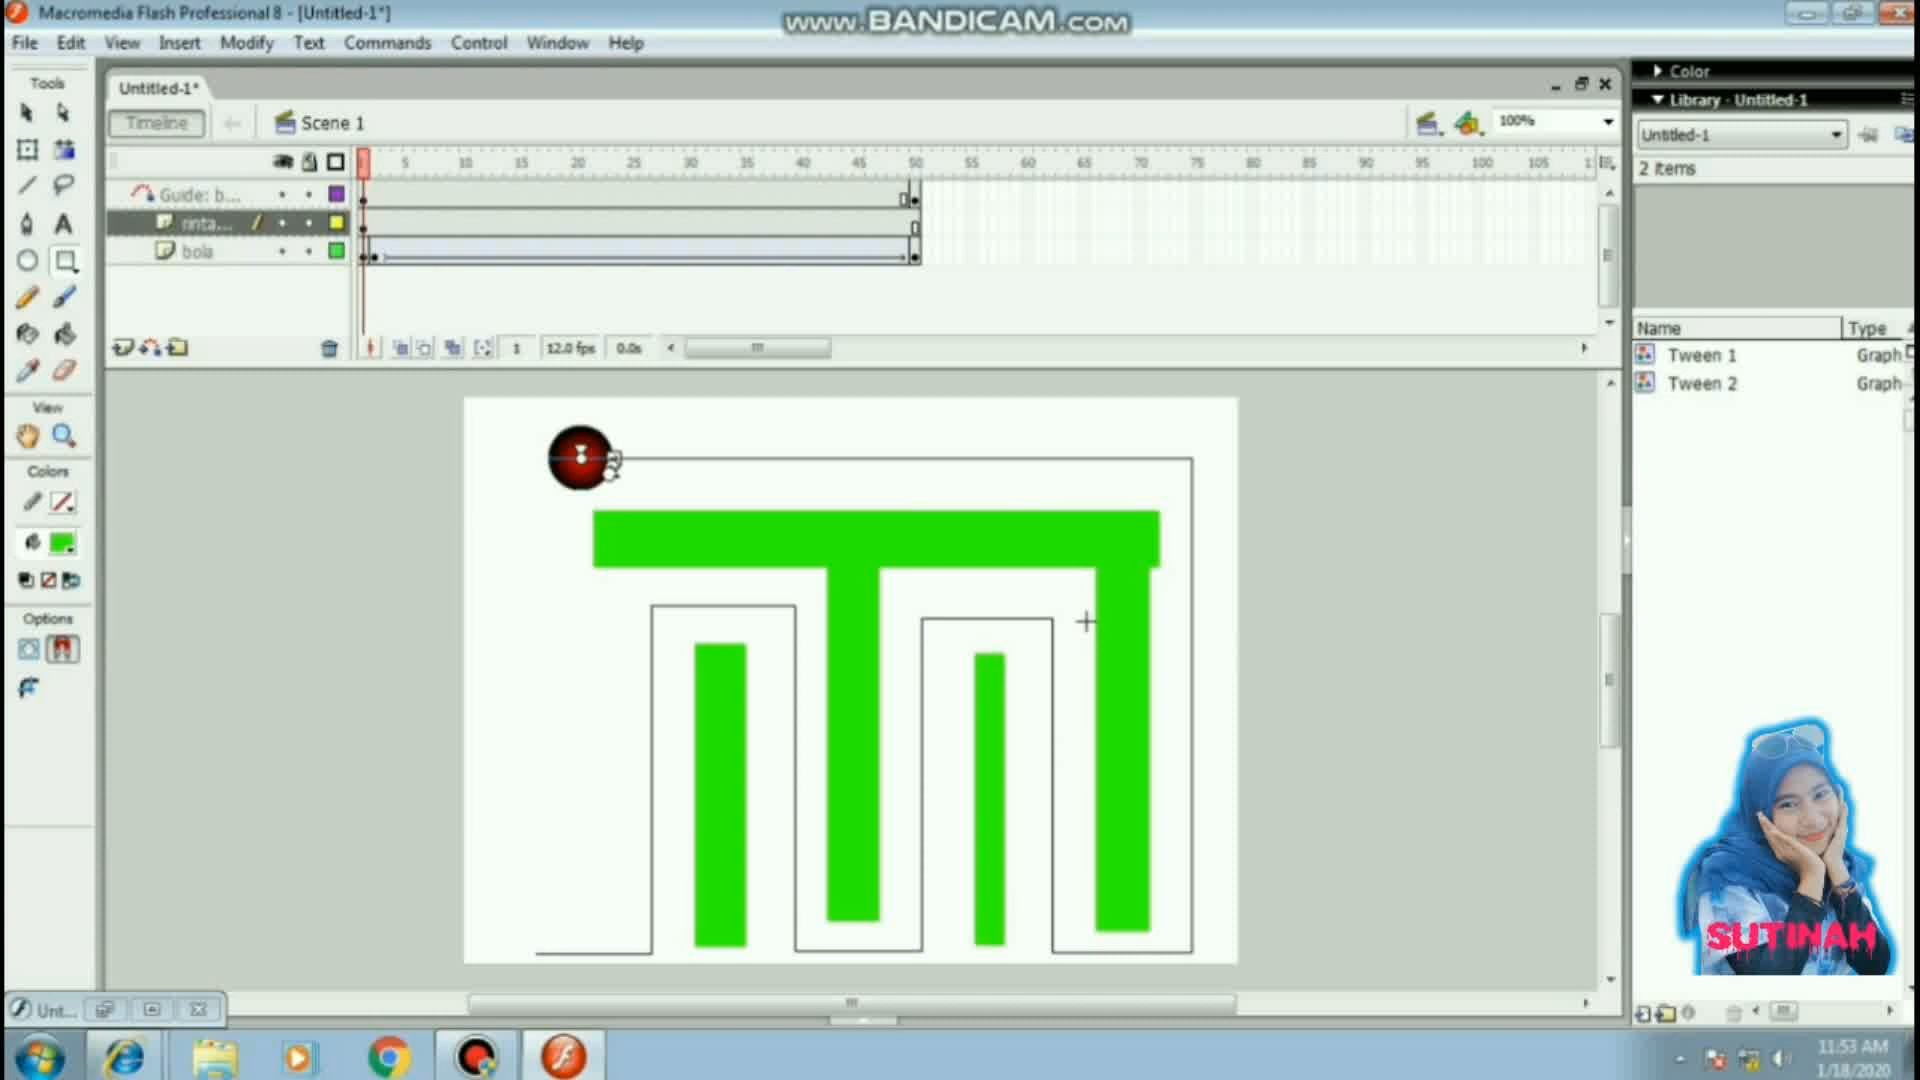 Macromedia Flash Professional 8 - [Untitled-1*]
www.BANDICAM.com
File Edit View Insert Modify Text Commands Control Window Help
Tools
Untitled-1*
Timeline
Scene 1
100%
5 10 15 20 25 30 35 40 45 50 55 60 65 70 75 80 85 90 95 100 105
Guide: b...
rinta...
bola
1 12.0 fps 0.0s
View
Colors
Options
Color
Library - Untitled-1
Untitled-1
2 items
Name Type
Tween 1 Graph
Tween 2 Graph
SUTINAH
Unt...
11:53 AM
1/18/2020